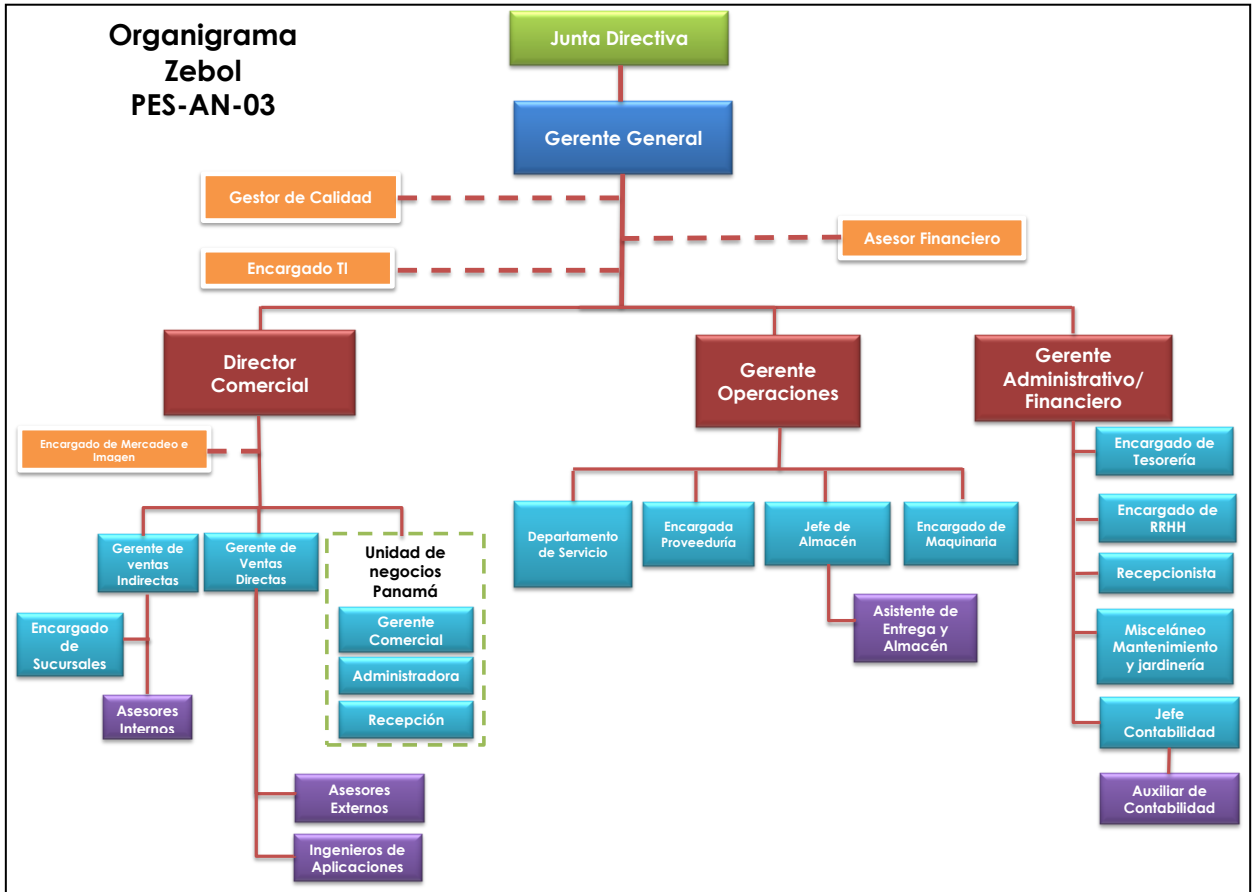 Organigrama
Zebol
PES-AN-03
Junta Directiva
Gerente General
Gestor de Calidad
Asesor Financiero
Encargado TI
Director
Comercial
Gerente
Operaciones
Gerente
Administrativo/
Financiero
Encargado de Mercadeo e
Imagen
Encargado de
Tesorería
Encargado de
RRHH
Recepcionista
Misceláneo
Mantenimiento
y jardinería
Jefe
Contabilidad
Auxiliar de
Contabilidad
Departamento
de Servicio
Encargada
Proveeduría
Jefe de
Almacén
Encargado de
Maquinaria
Asistente de
Entrega y
Almacén
Gerente de
ventas
Indirectas
Gerente de
Ventas
Directas
Unidad de
negocios
Panamá
Gerente
Comercial
Administradora
Recepción
Encargado
de
Sucursales
Asesores
Internos
Asesores
Externos
Ingenieros de
Aplicaciones